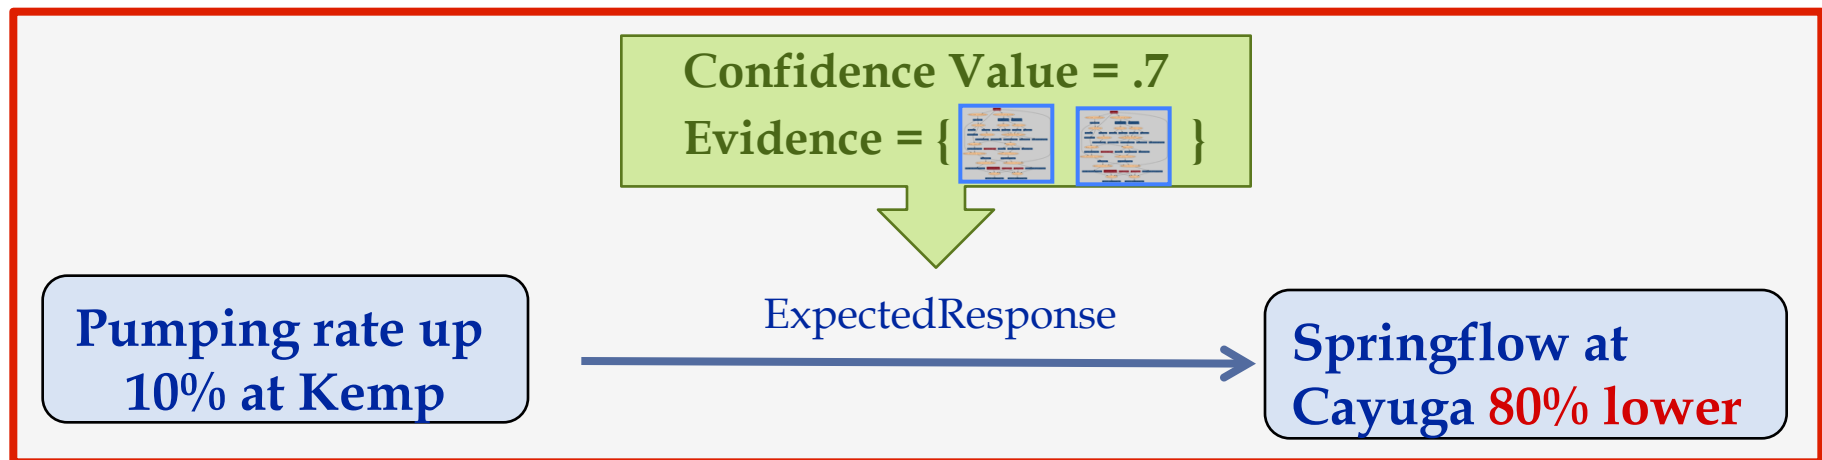 Confidence Value = .7
Evidence = { }
Pumping rate up
10% at Kemp
ExpectedResponse
Springflow at
Cayuga 80% lower